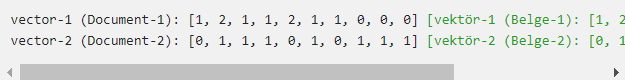 vector-1 (Document-1): [1, 2, 1, 1, 2, 1, 1, 0, 0, 0] [vektör-1 (Belge-1): [1, 2
vector-2 (Document-2): [0, 1, 1, 1, 0, 1, 0, 1, 1, 1] [vektör-2 (Belge-2): [0, 1